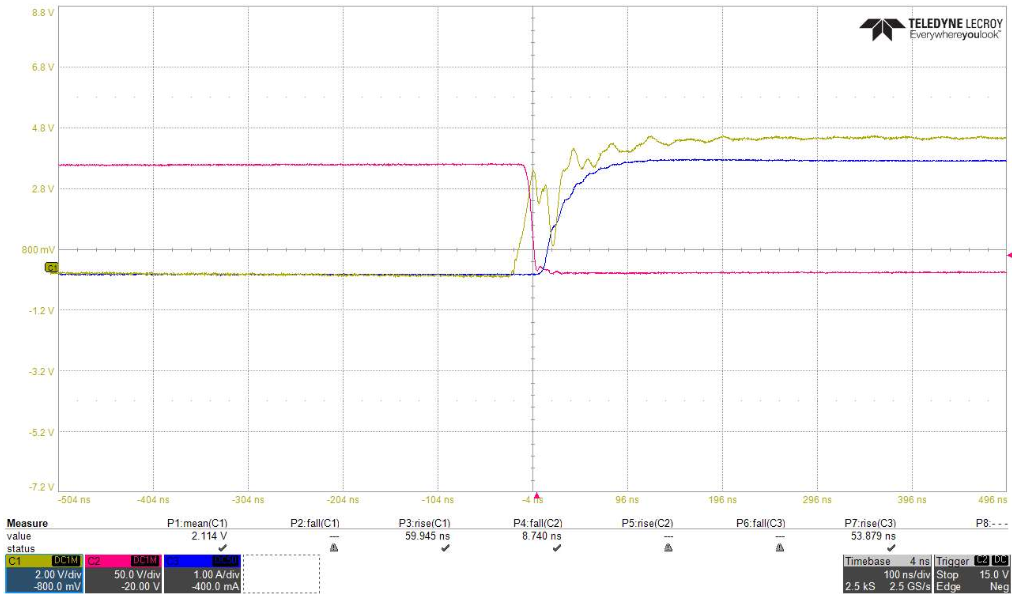 8.8 V
TELEDYNE LECROY
Everywhereyoulook™
6.8 V
4.8 V
2.8 V
800 mV
C1
-1.2 V
-3.2 V
-5.2 V
-7.2 V
-504 ns -404 ns -304 ns -204 ns -104 ns -4 ns 96 ns 196 ns 296 ns 396 ns 496 ns
Measure P1:mean(C1) P2:fall(C1) P3:rise(C1) P4:fall(C2) P5:rise(C2) P6:fall(C3) P7:rise(C3) P8:- - -
value 2.114 V --- 59.945 ns 8.740 ns --- --- 53.879 ns
status
C1 DC1M C2 DC1M Timebase 4 ns Trigger C2 DC
2.00 V/div 50.0 V/div 1.00 A/div 100 ns/div Stop 15.0 V
-800.0 mV -20.00 V -400.0 mA 2.5 kS 2.5 GS/s Edge Neg